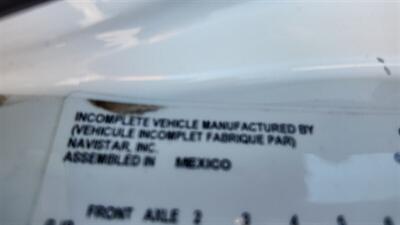 INCOMPLETE VEHICLE MANUFACTURED BY
(VEHICULE INCOMPLET FABRIQUE PAR)
NAVISTAR, INC.
ASSEMBLED IN MEXICO
FRONT AXLE 2 3 4 5 6